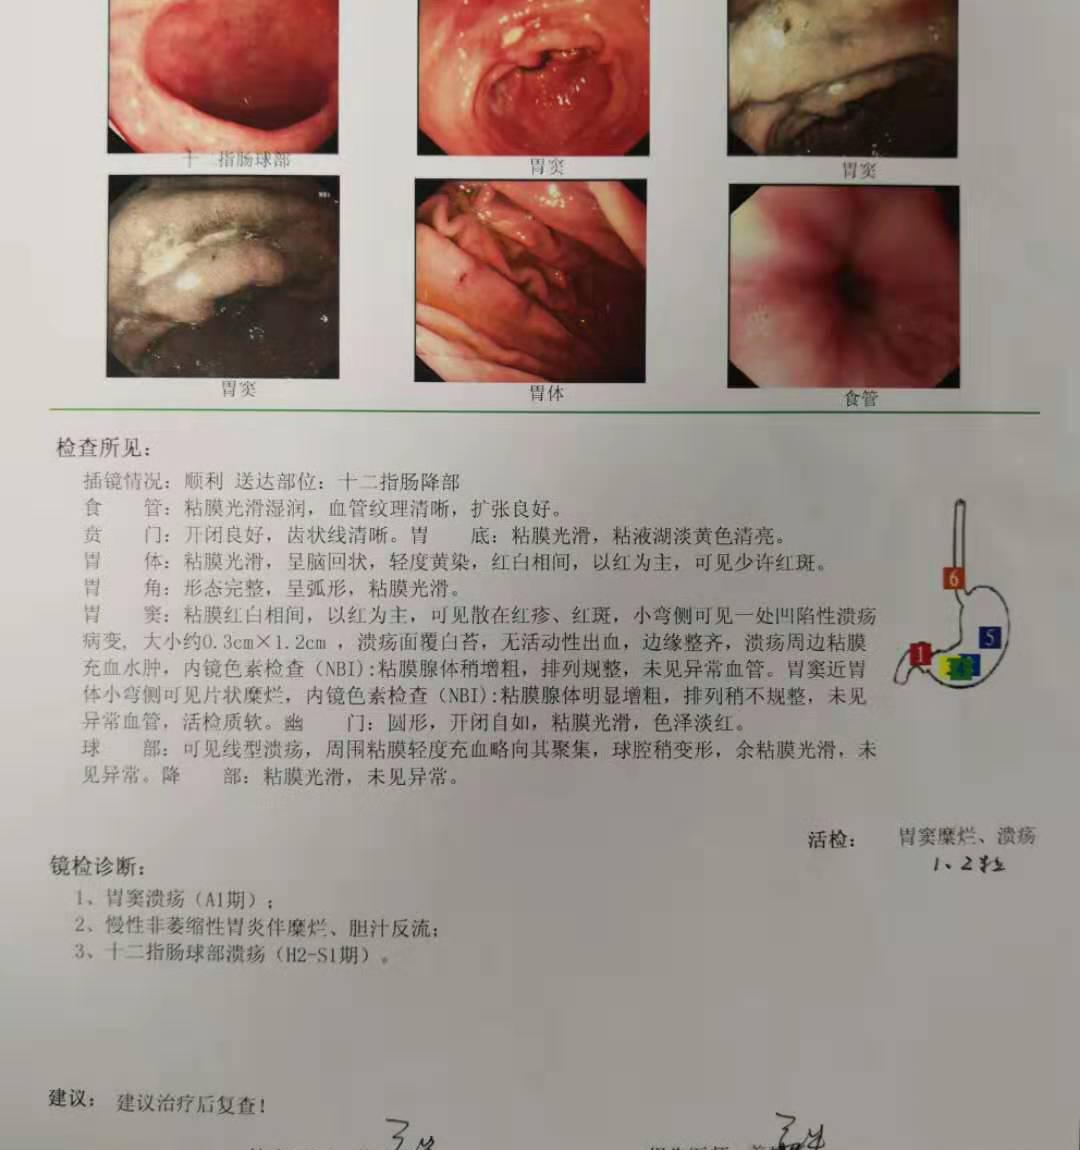 十二指肠球部
胃窦
胃窦
胃窦
胃体
食管
检查所见：
插镜情况：顺利 送达部位：十二指肠降部
食　　管：粘膜光滑湿润，血管纹理清晰，扩张良好。
贲　　门：开闭良好，齿状线清晰。胃　　底：粘膜光滑，粘液湖淡黄色清亮。
胃　　体：粘膜光滑，呈脑回状，轻度黄染，红白相间，以红为主，可见少许红斑。
胃　　角：形态完整，呈弧形，粘膜光滑。
胃　　窦：粘膜红白相间，以红为主，可见散在红疹、红斑，小弯侧可见一处凹陷性溃疡
病变，大小约0.3cm×1.2cm ，溃疡面覆白苔，无活动性出血，边缘整齐，溃疡周边粘膜
充血水肿，内镜色素检查（NBI）:粘膜腺体稍增粗，排列规整，未见异常血管。胃窦近胃
体小弯侧可见片状糜烂，内镜色素检查（NBI）:粘膜腺体明显增粗，排列稍不规整，未见
异常血管，活检质软。幽　　门：圆形，开闭自如，粘膜光滑，色泽淡红。
球　　部：可见线型溃疡，周围粘膜轻度充血略向其聚集，球腔稍变形，余粘膜光滑，未
见异常。降　　部：粘膜光滑，未见异常。
6
5
1
4
活检：　胃窦糜烂、溃疡
1、2粒
镜检诊断：
1、胃窦溃疡（A1期）；
2、慢性非萎缩性胃炎伴糜烂、胆汁反流；
3、十二指肠球部溃疡（H2-S1期）。
建议：建议治疗后复查！